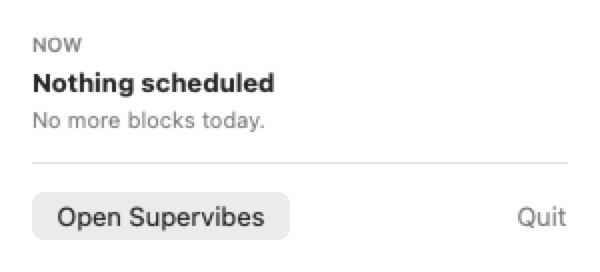 NOW
Nothing scheduled
No more blocks today.
Open Supervibes
Quit